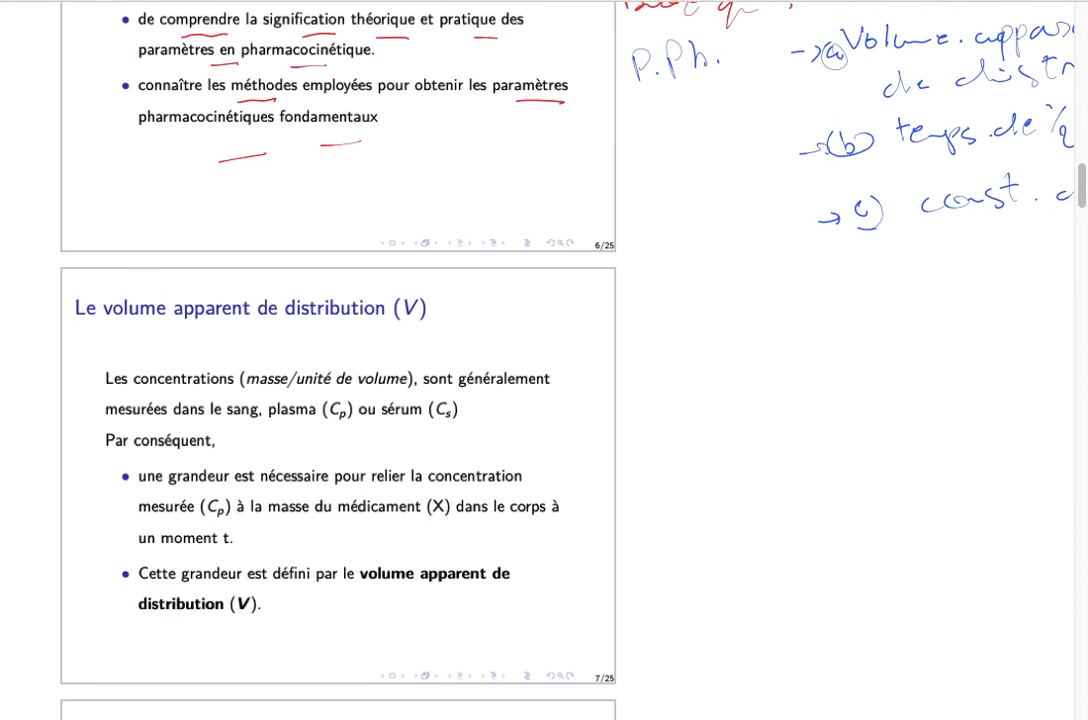 de comprendre la signification théorique et pratique des
paramètres en pharmacocinétique.
connaître les méthodes employées pour obtenir les paramètres
pharmacocinétiques fondamentaux
6/25
P.Ph.
→ a) Volume. appar
de distr
→ (b) temps. de 1/2
→ c) const.
Le volume apparent de distribution (V)
Les concentrations (masse/unité de volume), sont généralement
mesurées dans le sang, plasma (Cp) ou sérum (Cs)
Par conséquent,
une grandeur est nécessaire pour relier la concentration
mesurée (Cp) à la masse du médicament (X) dans le corps à
un moment t.
Cette grandeur est défini par le volume apparent de
distribution (V).
7/25